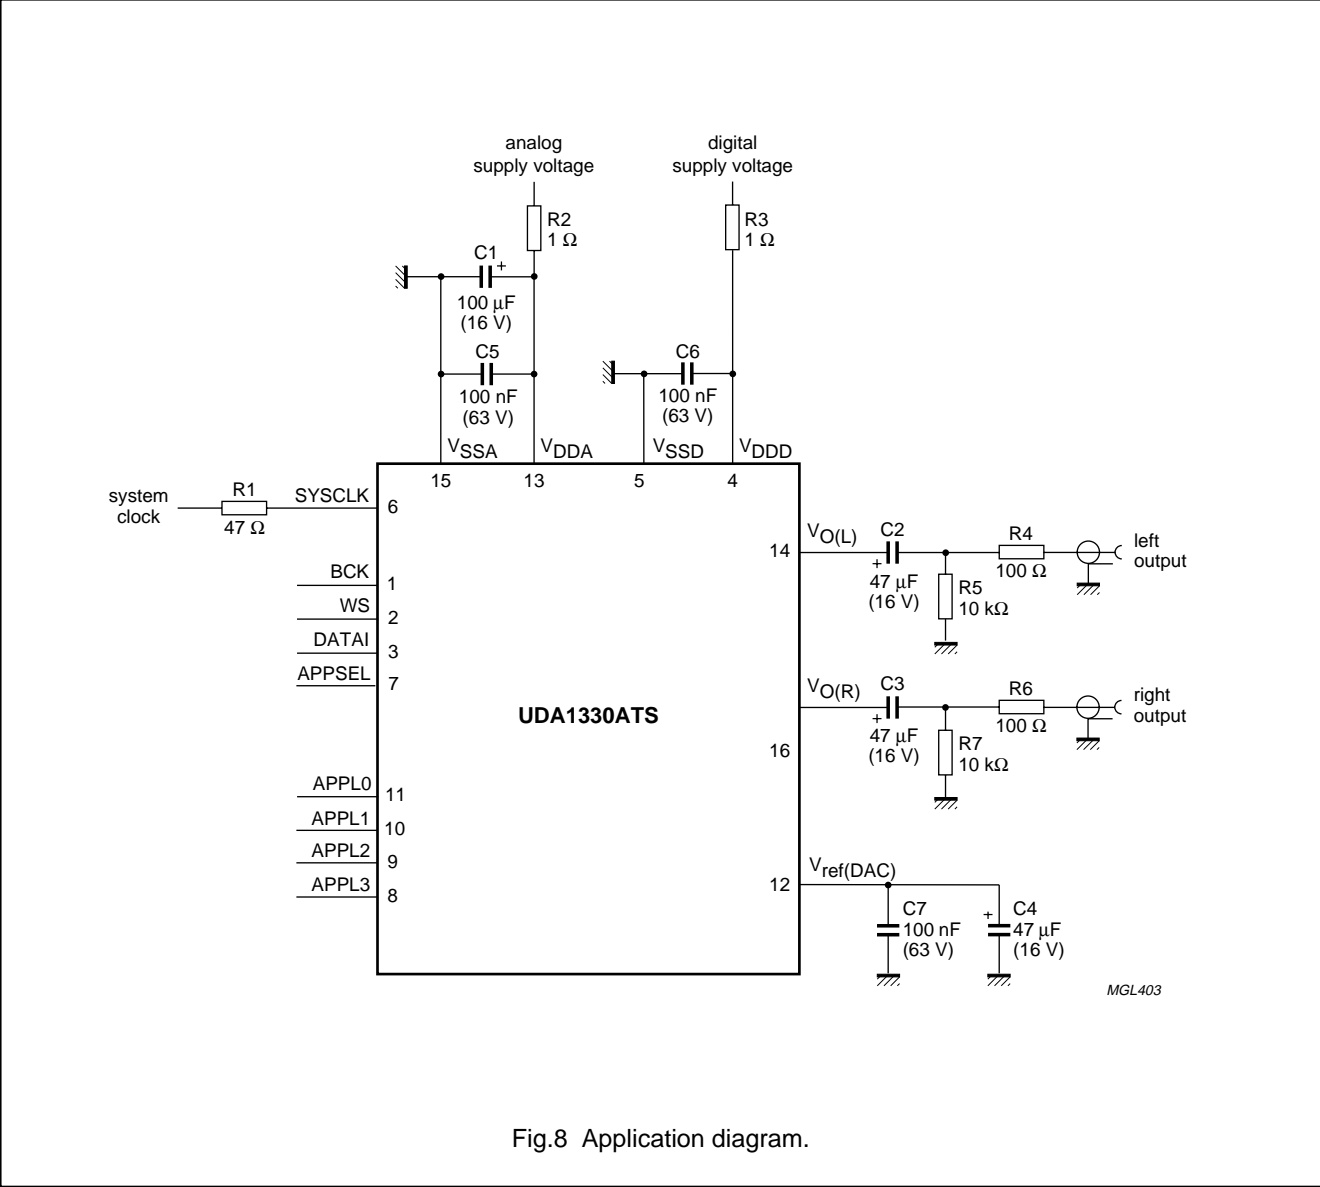 analog
supply voltage
digital
supply voltage
R2
1 Ω
R3
1 Ω
C1
+
100 μF
(16 V)
C5
100 nF
(63 V)
C6
100 nF
(63 V)
VSSA
VDDA
VSSD
VDDD
15
13
5
4
system
clock
R1
47 Ω
SYSCLK
6
BCK
1
WS
2
DATAI
3
APPSEL
7
UDA1330ATS
APPL0
11
APPL1
10
APPL2
9
APPL3
8
14
VO(L)
C2
+
47 μF
(16 V)
R5
10 kΩ
R4
100 Ω
left
output
16
VO(R)
C3
+
47 μF
(16 V)
R7
10 kΩ
R6
100 Ω
right
output
12
Vref(DAC)
C7
100 nF
(63 V)
+
C4
47 μF
(16 V)
MGL403
Fig.8 Application diagram.